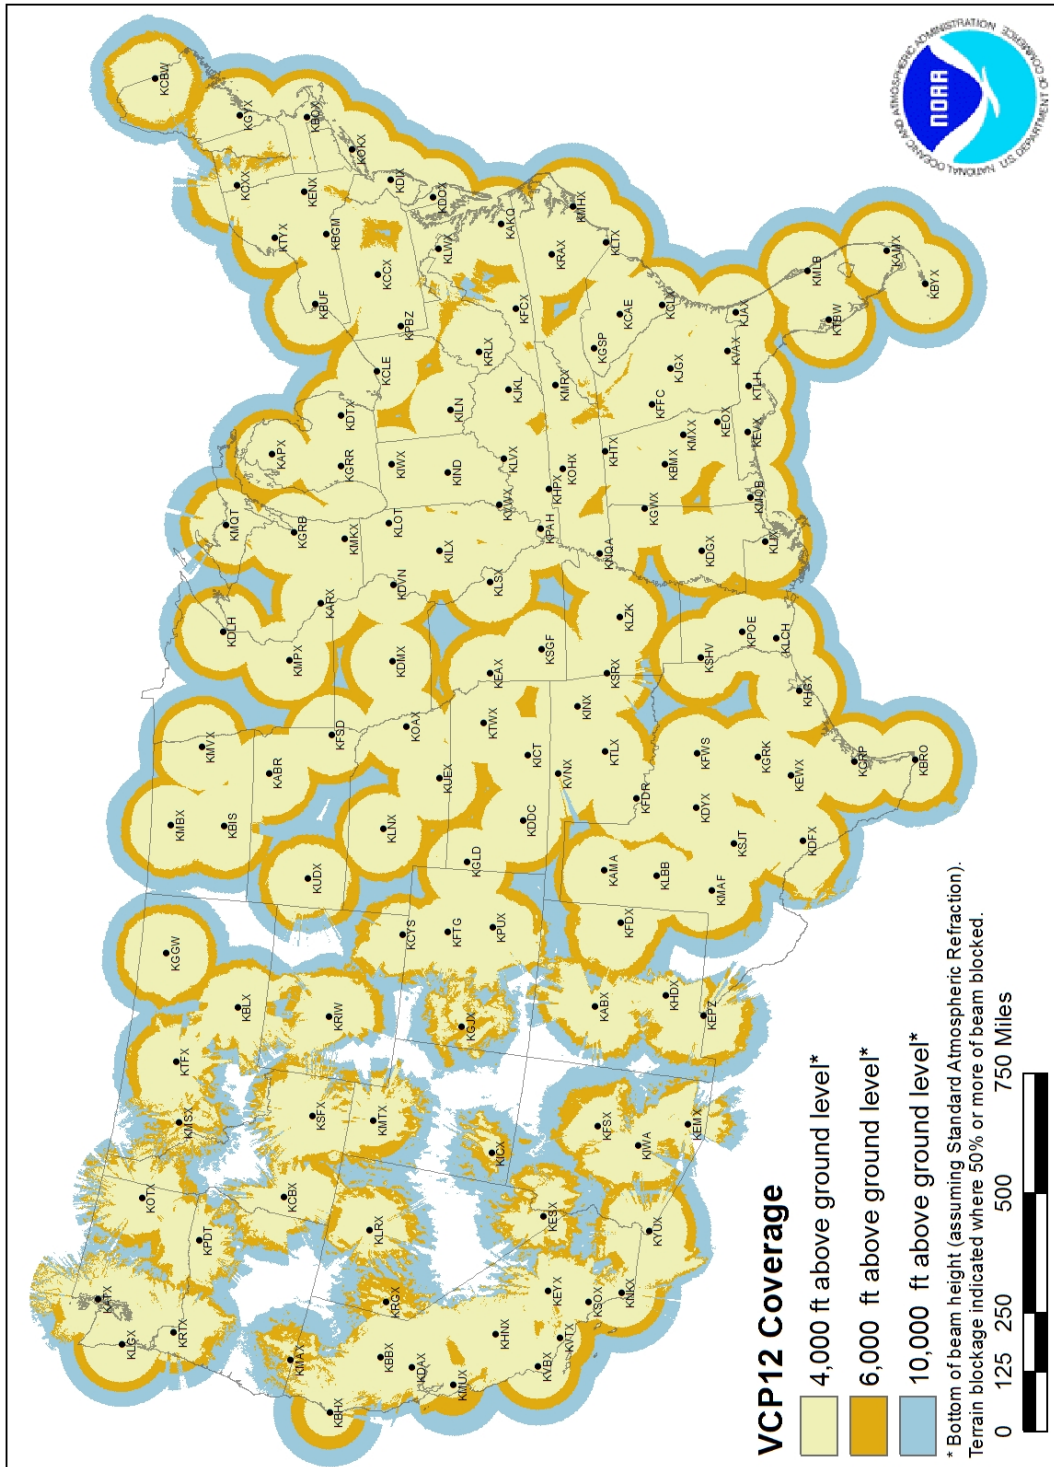 KCBW
KGYX
KBOX
KOKX
KCXX
KENX
KDIX
KDOX
KTYX
KBGM
KCCX
KLWX
KAKQ
KMHX
KBUF
KPBZ
KRLX
KFCX
KRAX
KLTX
KCLE
KDTX
KILN
KJKL
KMRX
KGSP
KCAE
KCLX
KJAX
KMLB
KAMX
KBYX
KTBW
KAPX
KGRR
KIWX
KIND
KLVX
KOHX
KHTX
KFFC
KJGX
KVAX
KTLH
KMXX
KEOX
KEVX
KBMX
KMQT
KGRB
KMKX
KLOT
KILX
KVWX
KHPX
KPAH
KNQA
KGWX
KDGX
KMOB
KLIX
KDLH
KARX
KDVN
KLSX
KMPX
KDMX
KEAX
KSGF
KLZK
KSRX
KSHV
KPOE
KLCH
KHGX
KMVX
KABR
KFSD
KOAX
KTWX
KICT
KINX
KTLX
KFWS
KGRK
KEWX
KGRP
KBRO
KMBX
KBIS
KUDX
KLNX
KUEX
KGLD
KDDC
KVNX
KFDR
KDYX
KSJT
KDFX
KAMA
KLBB
KMAF
KGGW
KBLX
KRIW
KCYS
KFTG
KPUX
KFDX
KGJX
KABX
KHDX
KEPZ
KTFX
KMSX
KSFX
KMTX
KICX
KFSX
KIWA
KEMX
KOTX
KPDT
KCBX
KLRX
KESX
KYUX
KATX
KLGX
KRTX
KMAX
KRGX
KBHX
KBBX
KDAX
KMUX
KHNX
KEYX
KVBX
KVTX
KSOX
KNKX
NATIONAL OCEANIC AND ATMOSPHERIC ADMINISTRATION
U.S. DEPARTMENT OF COMMERCE
NOAA
VCP12 Coverage
4,000 ft above ground level*
6,000 ft above ground level*
10,000 ft above ground level*
* Bottom of beam height (assuming Standard Atmospheric Refraction).
Terrain blockage indicated where 50% or more of beam blocked.
0 125 250 500 750 Miles